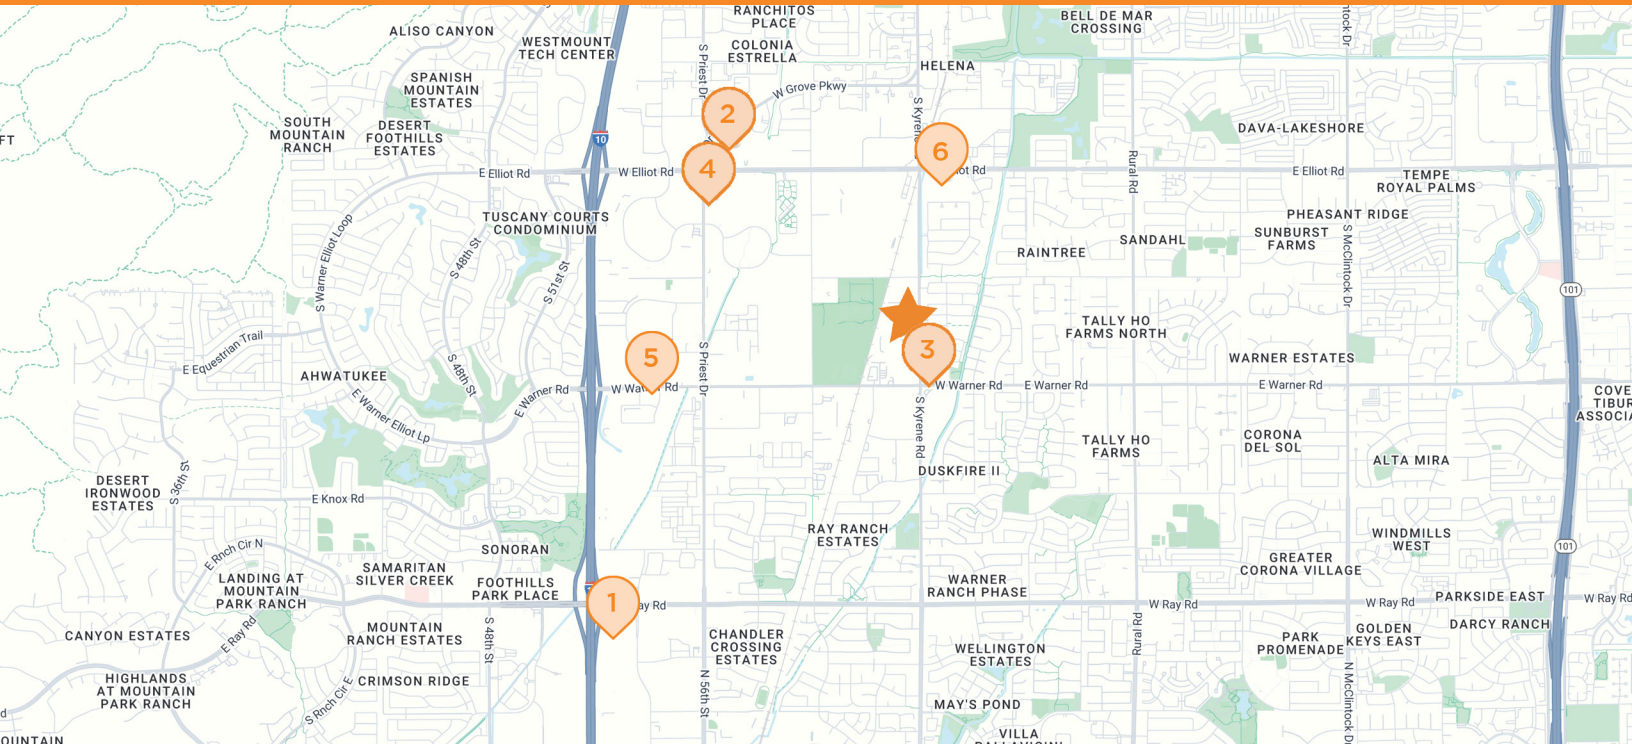 RANCHITOS
PLACE
BELL DE MAR
CROSSING
ALISO CANYON
WESTMOUNT
TECH CENTER
COLONIA
ESTRELLA
S Priest Dr
HELENA
SPANISH
MOUNTAIN
ESTATES
W Grove Pkwy
2
SOUTH
MOUNTAIN
RANCH
DESERT
FOOTHILLS
ESTATES
10
DAVA-LAKESHORE
6
4
E Elliot Rd
W Elliot Rd
E Elliot Rd
Rural Rd
TEMPE
ROYAL PALMS
TUSCANY COURTS
CONDOMINIUM
PHEASANT RIDGE
S Warner Elliot Loop
S 48th St
S 51st St
RAINTREE
SANDAHL
SUNBURST
FARMS
S McClintock Dr
101
TALLY HO
FARMS NORTH
E Equestrian Trail
5
3
WARNER ESTATES
AHWATUKEE
S 48th St
S Priest Dr
E Warner Rd
W Warner Rd
E Warner Rd
E Warner Rd
E Warner Elliot Lp
S Kyrene Rd
TALLY HO
FARMS
CORONA
DEL SOL
ALTA MIRA
DUSKFIRE II
DESERT
IRONWOOD
ESTATES
S 36th St
E Knox Rd
RAY RANCH
ESTATES
WINDMILLS
WEST
101
E Rnch Cir N
SONORAN
GREATER
CORONA VILLAGE
SAMARITAN
SILVER CREEK
LANDING AT
MOUNTAIN
PARK RANCH
FOOTHILLS
PARK PLACE
WARNER
RANCH PHASE
1
W Ray Rd
W Ray Rd
PARKSIDE EAST
W Ray Rd
CANYON ESTATES
E Ray Rd
MOUNTAIN
RANCH ESTATES
S 48th St
CHANDLER
CROSSING
ESTATES
WELLINGTON
ESTATES
Rural Rd
PARK
PROMENADE
GOLDEN
KEYS EAST
DARCY RANCH
HIGHLANDS
AT MOUNTAIN
PARK RANCH
CRIMSON RIDGE
S Rnch Cir E
N 56th St
MAY'S POND
N McClintock Dr
VILLA